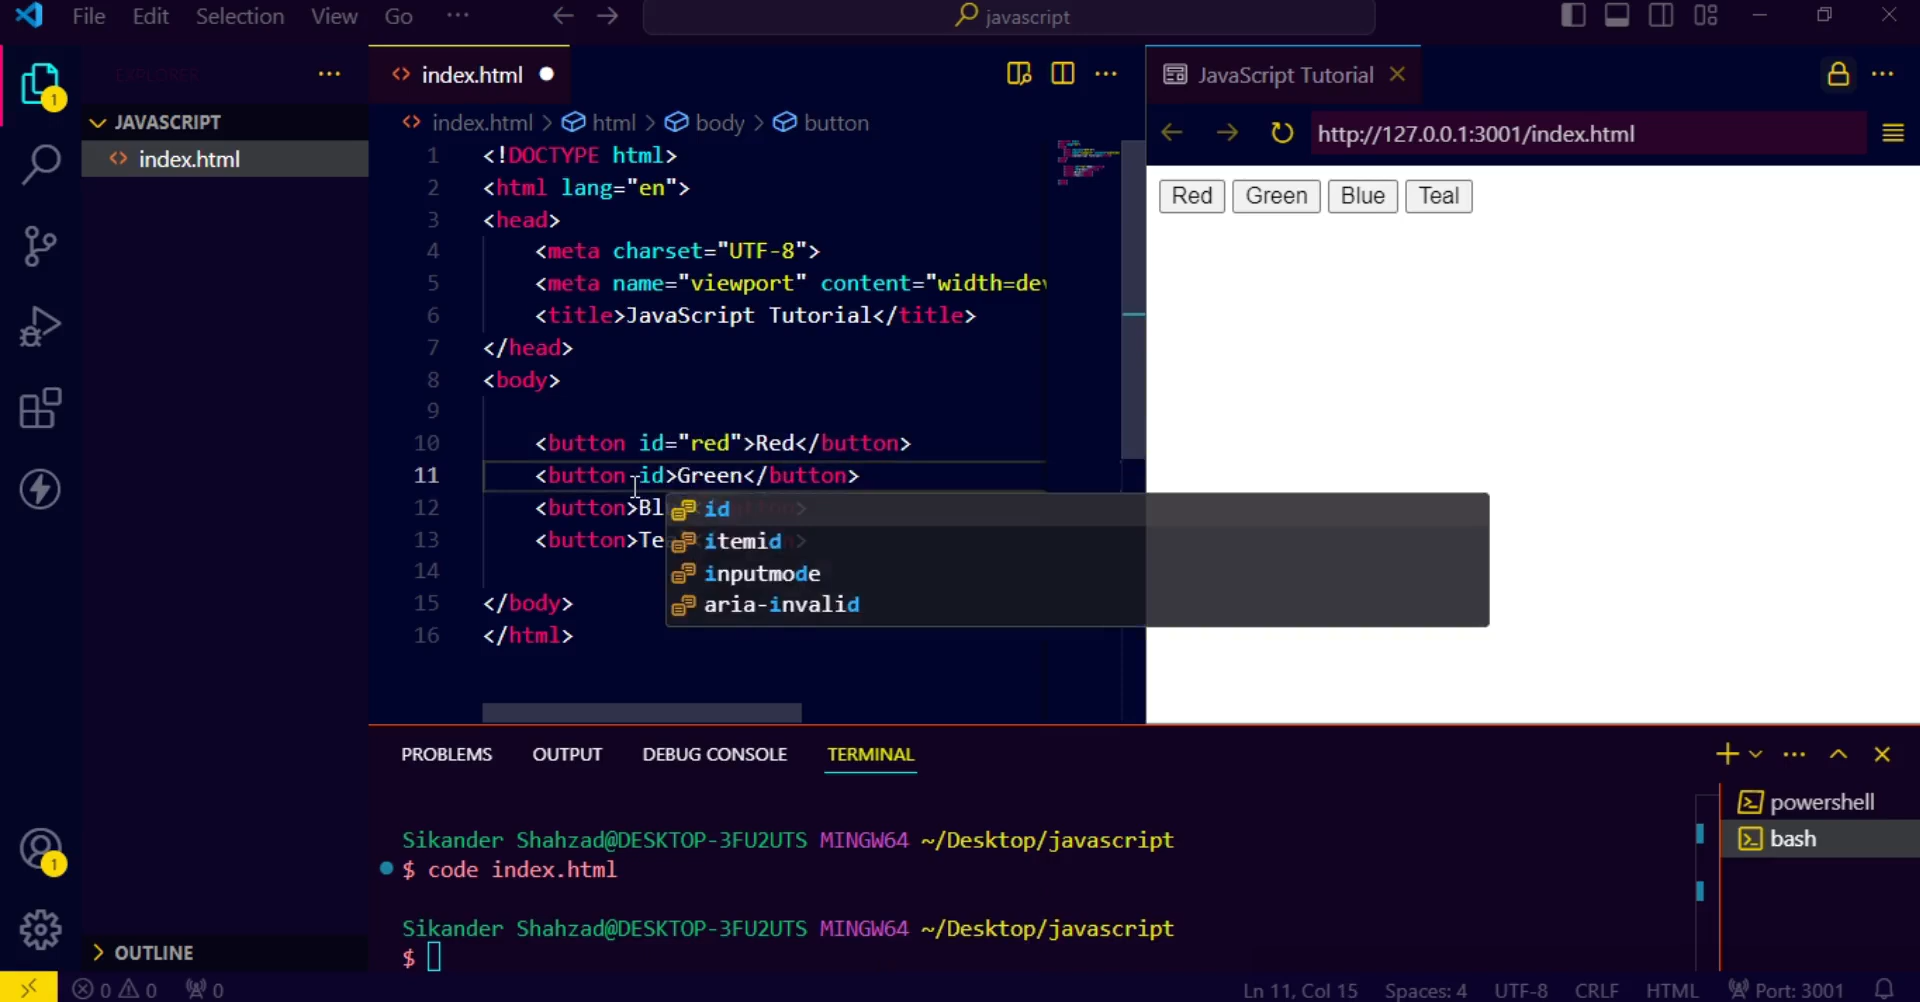 File Edit Selection View Go ··· javascript
EXPLORER ···
index.html
JavaScript Tutorial
JAVASCRIPT
index.html
index.html > html > body > button
http://127.0.0.1:3001/index.html
Red Green Blue Teal
1 <!DOCTYPE html>
2 <html lang="en">
3 <head>
4 <meta charset="UTF-8">
5 <meta name="viewport" content="width=dev
6 <title>JavaScript Tutorial</title>
7 </head>
8 <body>
9
10 <button id="red">Red</button>
11 <button id>Green</button>
12 <button>Bl
13 <button>Te
14
15 </body>
16 </html>
id
itemid
inputmode
aria-invalid
PROBLEMS OUTPUT DEBUG CONSOLE TERMINAL
powershell
bash
Sikander Shahzad@DESKTOP-3FU2UTS MINGW64 ~/Desktop/javascript
$ code index.html
Sikander Shahzad@DESKTOP-3FU2UTS MINGW64 ~/Desktop/javascript
$
1
1
OUTLINE
0 0 0 Ln 11, Col 15 Spaces: 4 UTF-8 CRLF HTML Port: 3001